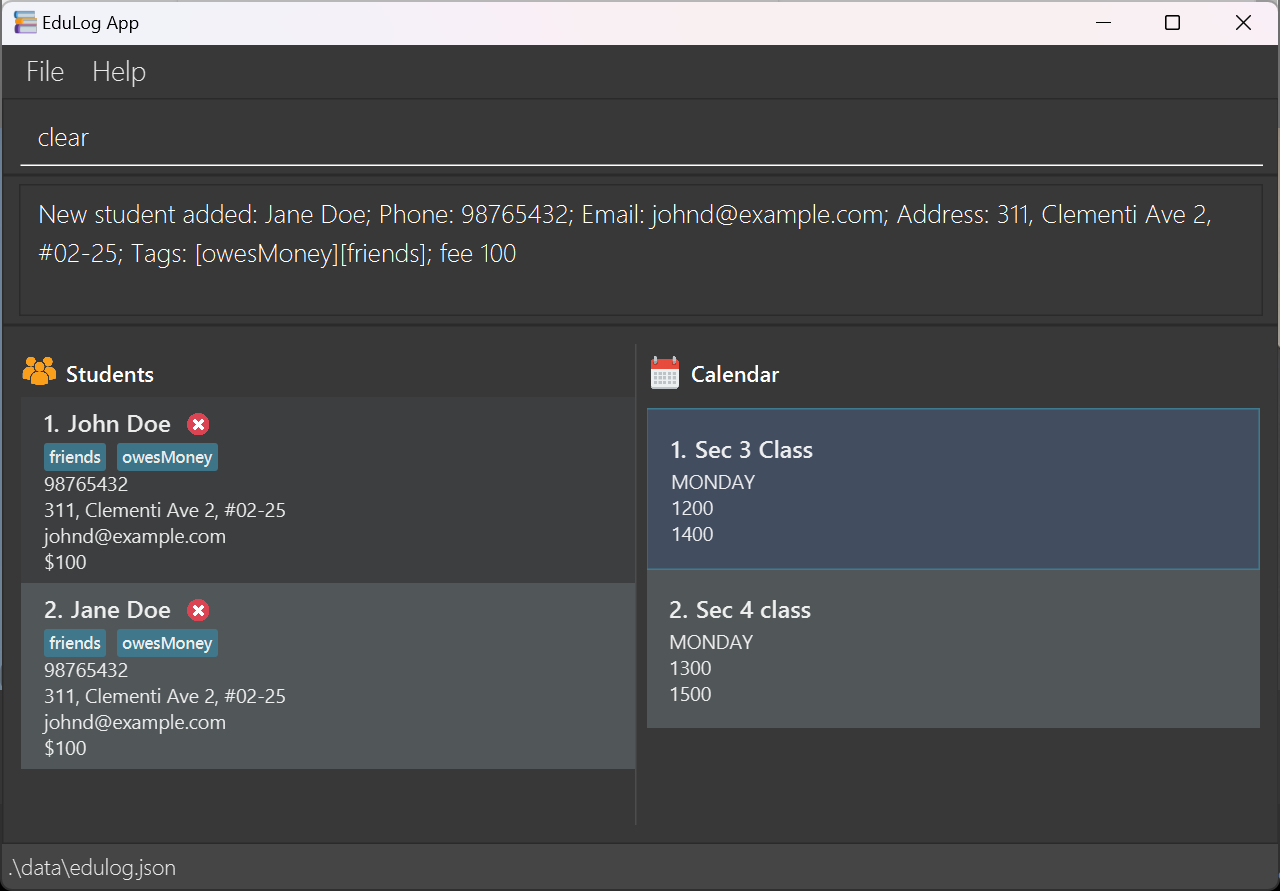 EduLog App
File Help
clear
New student added: Jane Doe; Phone: 98765432; Email: johnd@example.com; Address: 311, Clementi Ave 2,
#02-25; Tags: [owesMoney][friends]; fee 100
Students
1. John Doe
friends owesMoney
98765432
311, Clementi Ave 2, #02-25
johnd@example.com
$100
2. Jane Doe
friends owesMoney
98765432
311, Clementi Ave 2, #02-25
johnd@example.com
$100
Calendar
1. Sec 3 Class
MONDAY
1200
1400
2. Sec 4 class
MONDAY
1300
1500
.\data\edulog.json